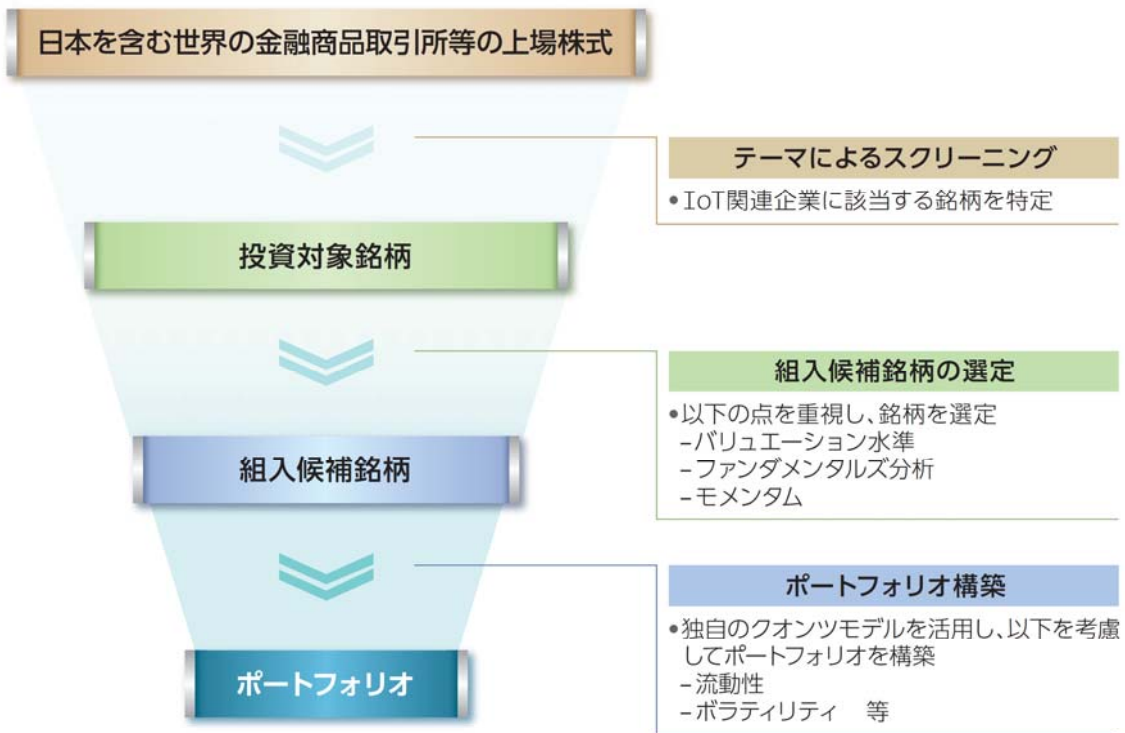 日本を含む世界の金融商品取引所等の上場株式
テーマによるスクリーニング
•IoT関連企業に該当する銘柄を特定
投資対象銘柄
組入候補銘柄の選定
•以下の点を重視し、銘柄を選定
–バリュエーション水準
–ファンダメンタルズ分析
–モメンタム
組入候補銘柄
ポートフォリオ構築
•独自のクオンツモデルを活用し、以下を考慮
してポートフォリオを構築
–流動性
–ボラティリティ　等
ポートフォリオ